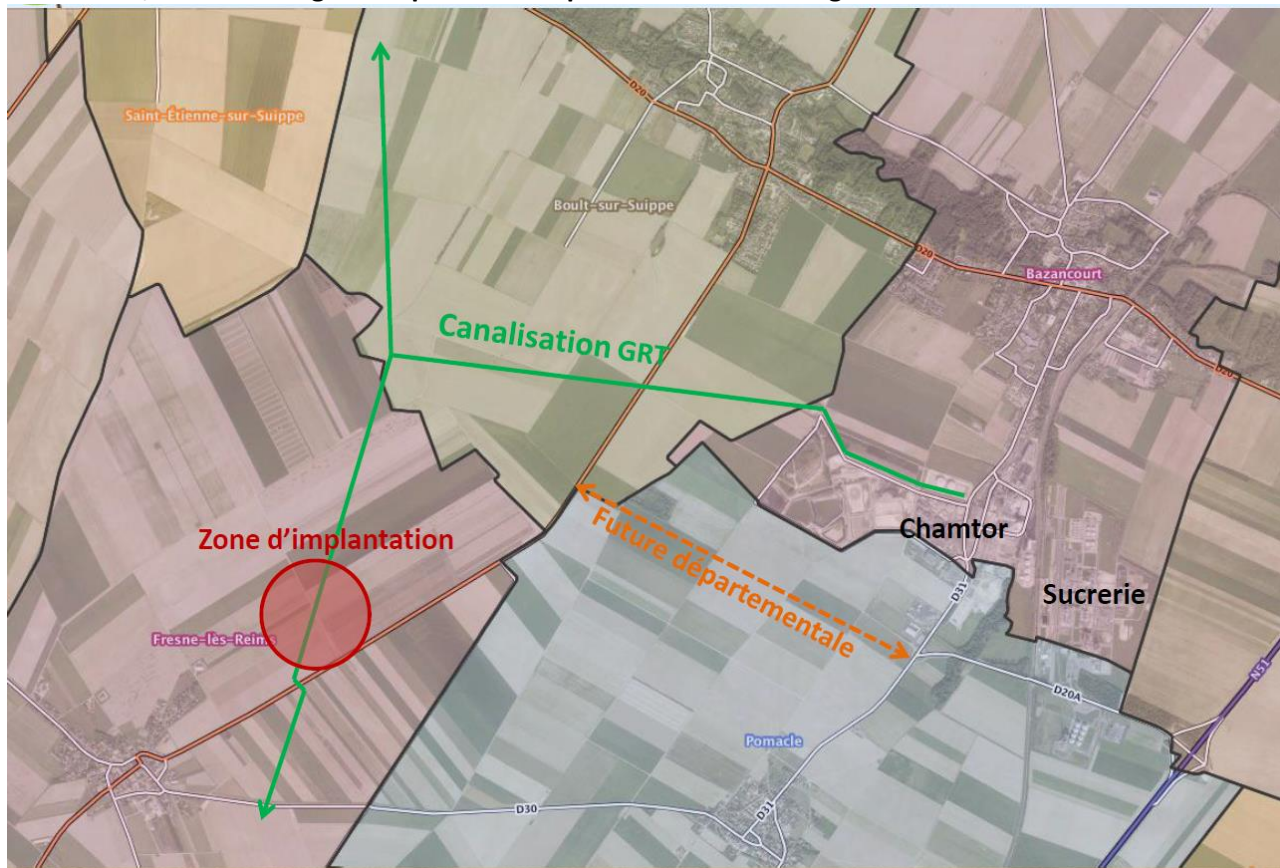 Saint-Étienne-sur-Suippe
D20
Boult-sur-Suippe
D20
Bazancourt
Canalisation GRT
D20
Zone d'implantation
Chamtor
Future départementale
D31
Sucrerie
Fresne-lès-Reims
N51
D20A
Pomacle
D30
D31